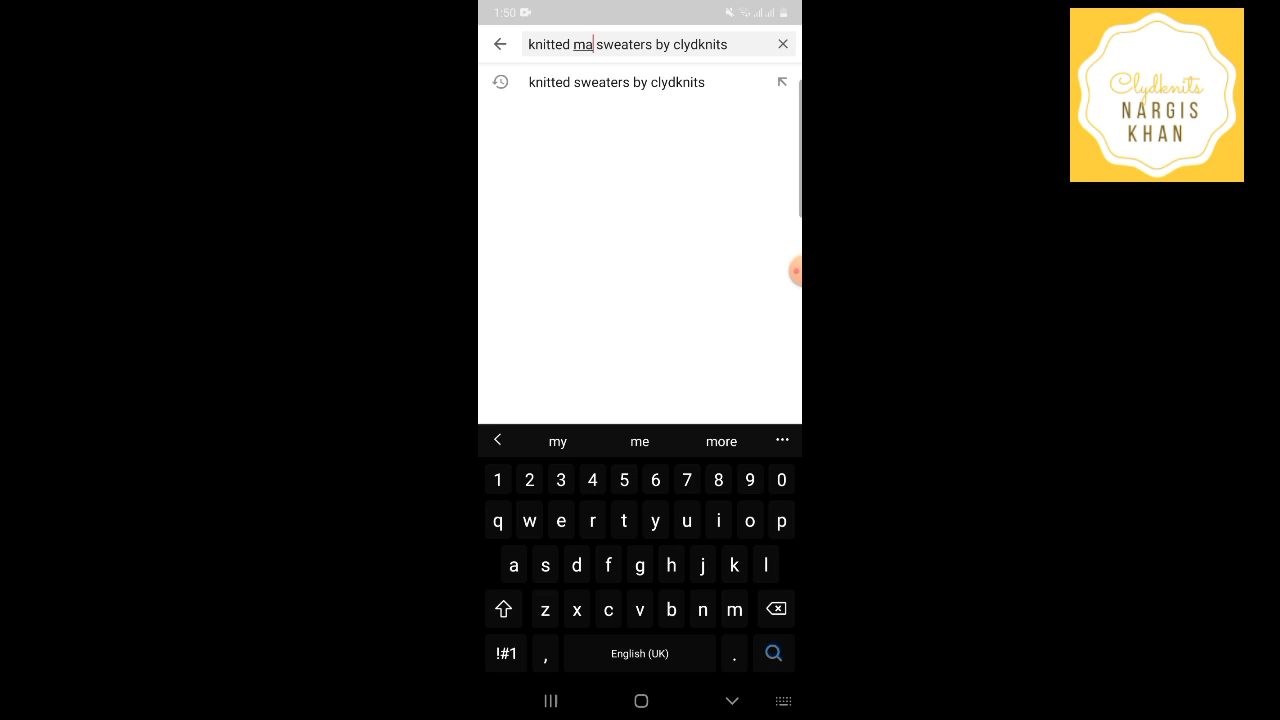 1:50
knitted ma sweaters by clydknits
knitted sweaters by clydknits
my me more
1 2 3 4 5 6 7 8 9 0
q w e r t y u i o p
a s d f g h j k l
z x c v b n m
!#1 , English (UK) .
Clydknits
NARGIS
KHAN